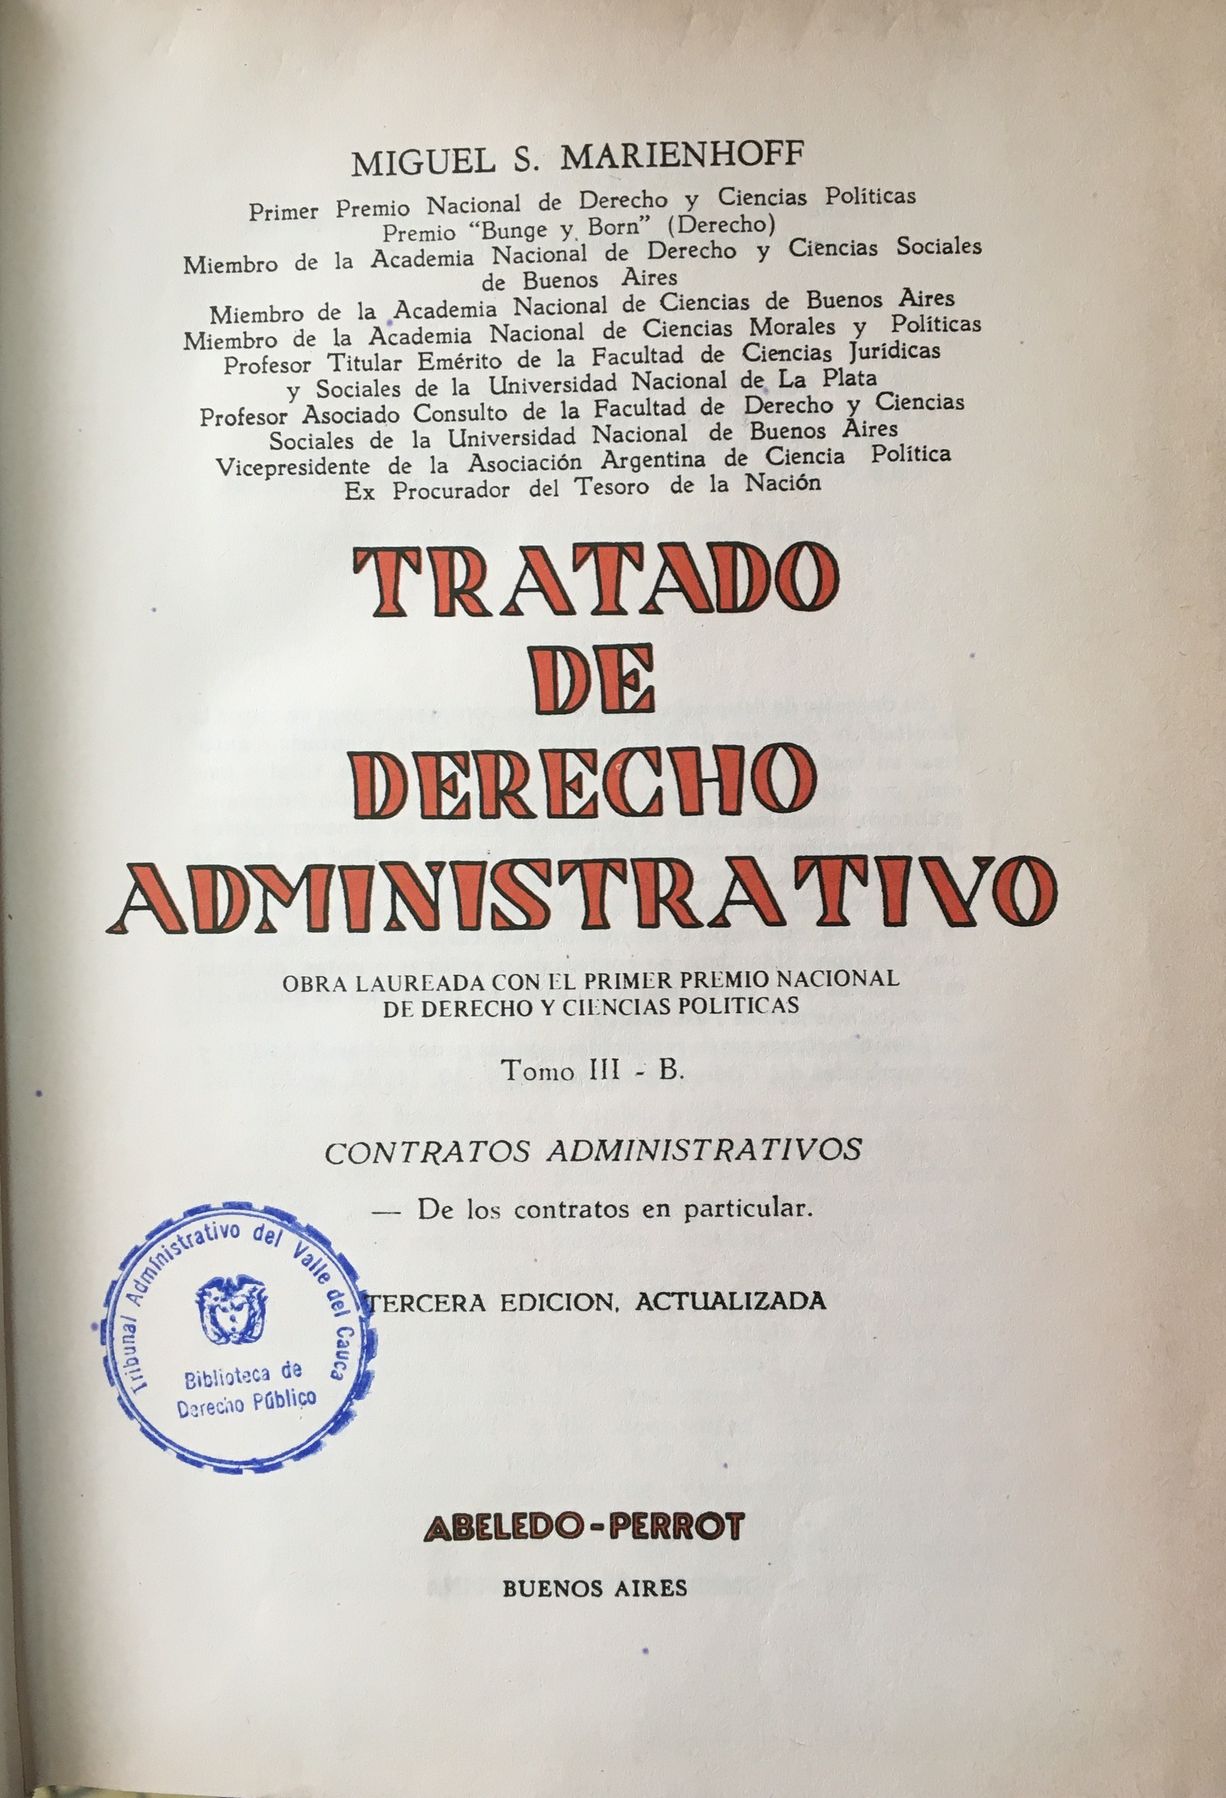 MIGUEL S. MARIENHOFF
Primer Premio Nacional de Derecho y Ciencias Políticas
Premio "Bunge y Born" (Derecho)
Miembro de la Academia Nacional de Derecho y Ciencias Sociales
de Buenos Aires
Miembro de la Academia Nacional de Ciencias de Buenos Aires
Miembro de la Academia Nacional de Ciencias Morales y Políticas
Profesor Titular Emérito de la Facultad de Ciencias Jurídicas
y Sociales de la Universidad Nacional de La Plata
Profesor Asociado Consulto de la Facultad de Derecho y Ciencias
Sociales de la Universidad Nacional de Buenos Aires
Vicepresidente de la Asociación Argentina de Ciencia Política
Ex Procurador del Tesoro de la Nación
TRATADO
DE
DERECHO
ADMINISTRATIVO
OBRA LAUREADA CON EL PRIMER PREMIO NACIONAL
DE DERECHO Y CIENCIAS POLITICAS
Tomo III - B.
CONTRATOS ADMINISTRATIVOS
— De los contratos en particular.
TERCERA EDICION, ACTUALIZADA
Tribunal Administrativo del Valle del Cauca
Biblioteca de
Derecho Público
ABELEDO-PERROT
BUENOS AIRES